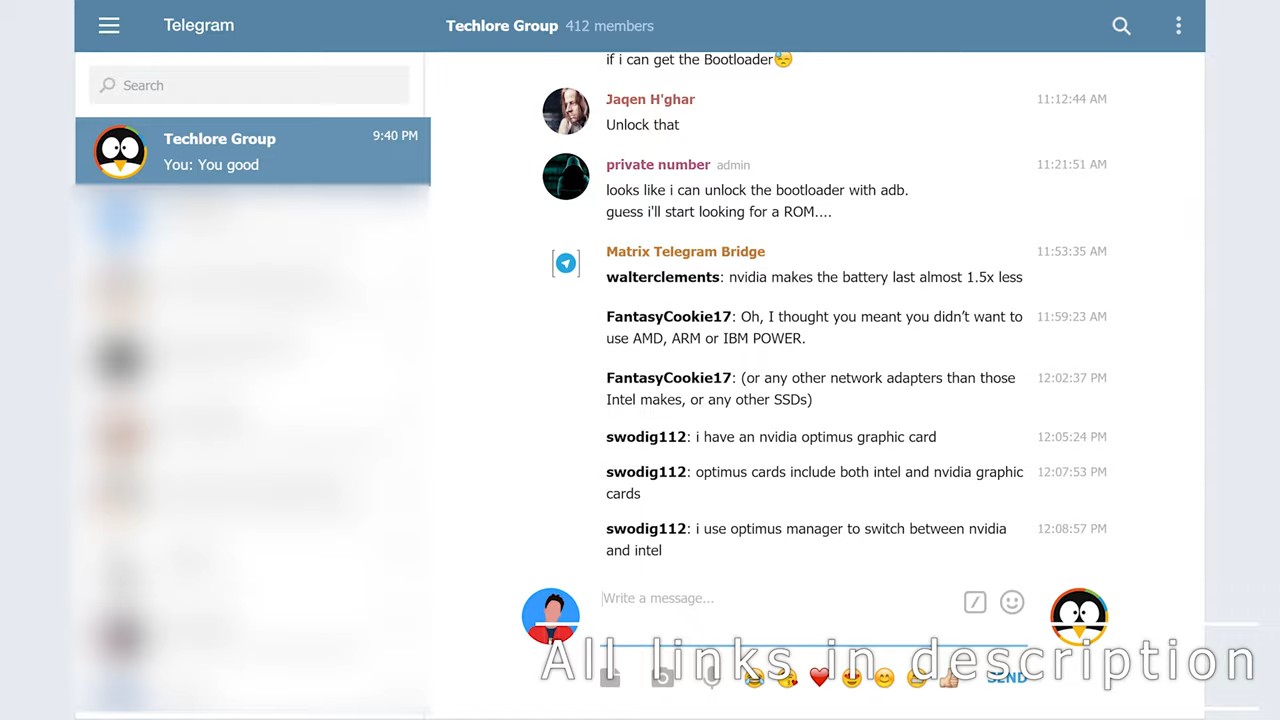 Telegram
Techlore Group 412 members
Search
Techlore Group 9:40 PM
You: You good
if i can get the Bootloader😓
Jaqen H'ghar 11:12:44 AM
Unlock that
private number admin 11:21:51 AM
looks like i can unlock the bootloader with adb.
guess i'll start looking for a ROM....
Matrix Telegram Bridge 11:53:35 AM
walterclements: nvidia makes the battery last almost 1.5x less
FantasyCookie17: Oh, I thought you meant you didn’t want to 11:59:23 AM
use AMD, ARM or IBM POWER.
FantasyCookie17: (or any other network adapters than those 12:02:37 PM
Intel makes, or any other SSDs)
swodig112: i have an nvidia optimus graphic card 12:05:24 PM
swodig112: optimus cards include both intel and nvidia graphic 12:07:53 PM
cards
swodig112: i use optimus manager to switch between nvidia 12:08:57 PM
and intel
Write a message...
All links in description
SEND